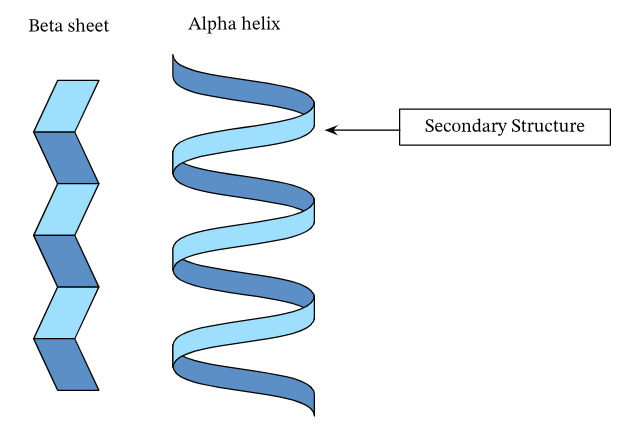 Beta sheet
Alpha helix
Secondary Structure